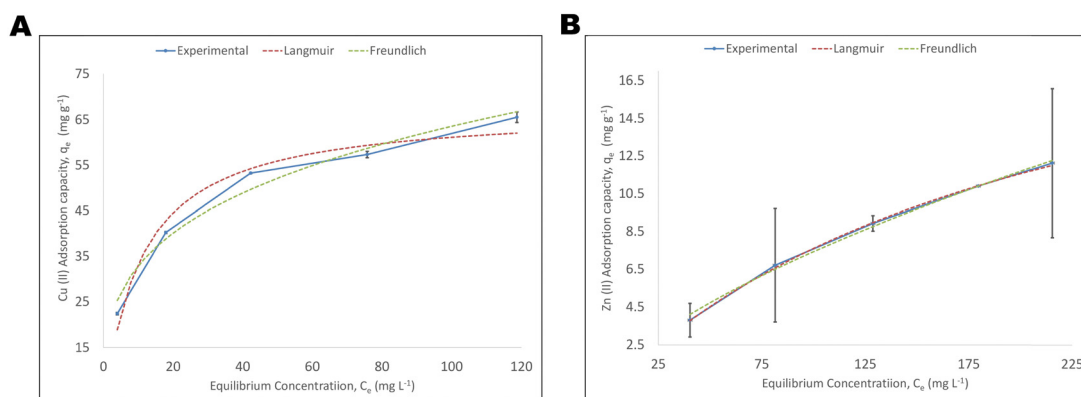 A
Experimental Langmuir Freundlich
Cu (II) Adsorption capacity, qₑ (mg g⁻¹)
75
65
55
45
35
25
15
0 20 40 60 80 100 120
Equilibrium Concentratiion, Cₑ (mg L⁻¹)
B
Experimental Langmuir Freundlich
Zn (II) Adsorption capacity, qₑ (mg g⁻¹)
16.5
14.5
12.5
10.5
8.5
6.5
4.5
2.5
25 75 125 175 225
Equilibrium Concentratiion, Cₑ (mg L⁻¹)